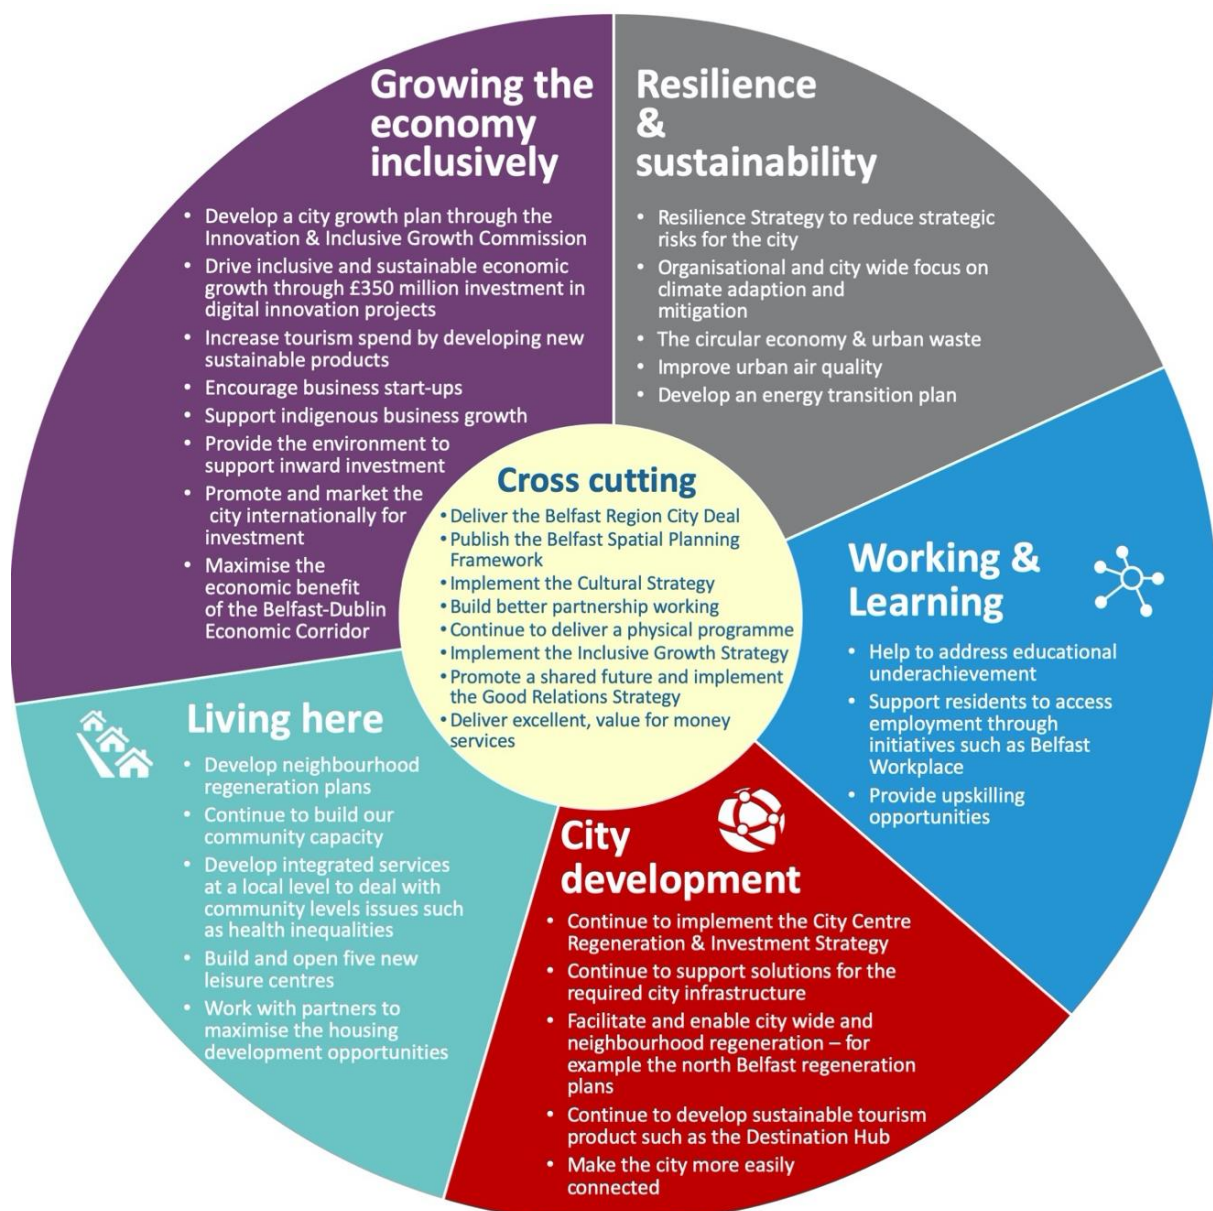 Growing the
economy
inclusively
• Develop a city growth plan through the
Innovation & Inclusive Growth Commission
• Drive inclusive and sustainable economic
growth through £350 million investment in
digital innovation projects
• Increase tourism spend by developing new
sustainable products
• Encourage business start-ups
• Support indigenous business growth
• Provide the environment to
support inward investment
• Promote and market the
city internationally for
investment
• Maximise the
economic benefit
of the Belfast-Dublin
Economic Corridor
Resilience
&
sustainability
• Resilience Strategy to reduce strategic
risks for the city
• Organisational and city wide focus on
climate adaption and
mitigation
• The circular economy & urban waste
• Improve urban air quality
• Develop an energy transition plan
Cross cutting
• Deliver the Belfast Region City Deal
• Publish the Belfast Spatial Planning
Framework
• Implement the Cultural Strategy
• Build better partnership working
• Continue to deliver a physical programme
• Implement the Inclusive Growth Strategy
• Promote a shared future and implement
the Good Relations Strategy
• Deliver excellent, value for money
services
Working &
Learning
• Help to address educational
underachievement
• Support residents to access
employment through
initiatives such as Belfast
Workplace
• Provide upskilling
opportunities
Living here
• Develop neighbourhood
regeneration plans
• Continue to build our
community capacity
• Develop integrated services
at a local level to deal with
community levels issues such
as health inequalities
• Build and open five new
leisure centres
• Work with partners to
maximise the housing
development opportunities
City
development
• Continue to implement the City Centre
Regeneration & Investment Strategy
• Continue to support solutions for the
required city infrastructure
• Facilitate and enable city wide and
neighbourhood regeneration – for
example the north Belfast regeneration
plans
• Continue to develop sustainable tourism
product such as the Destination Hub
• Make the city more easily
connected